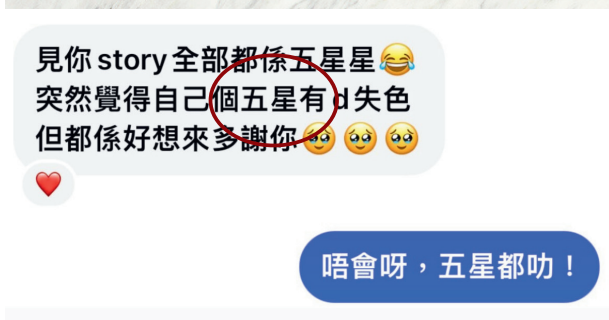 見你 story 全部都係五星星😂
突然覺得自己個五星有 d 失色
但都係好想來多謝你🥹🥹🥹
唔會呀，五星都叻！